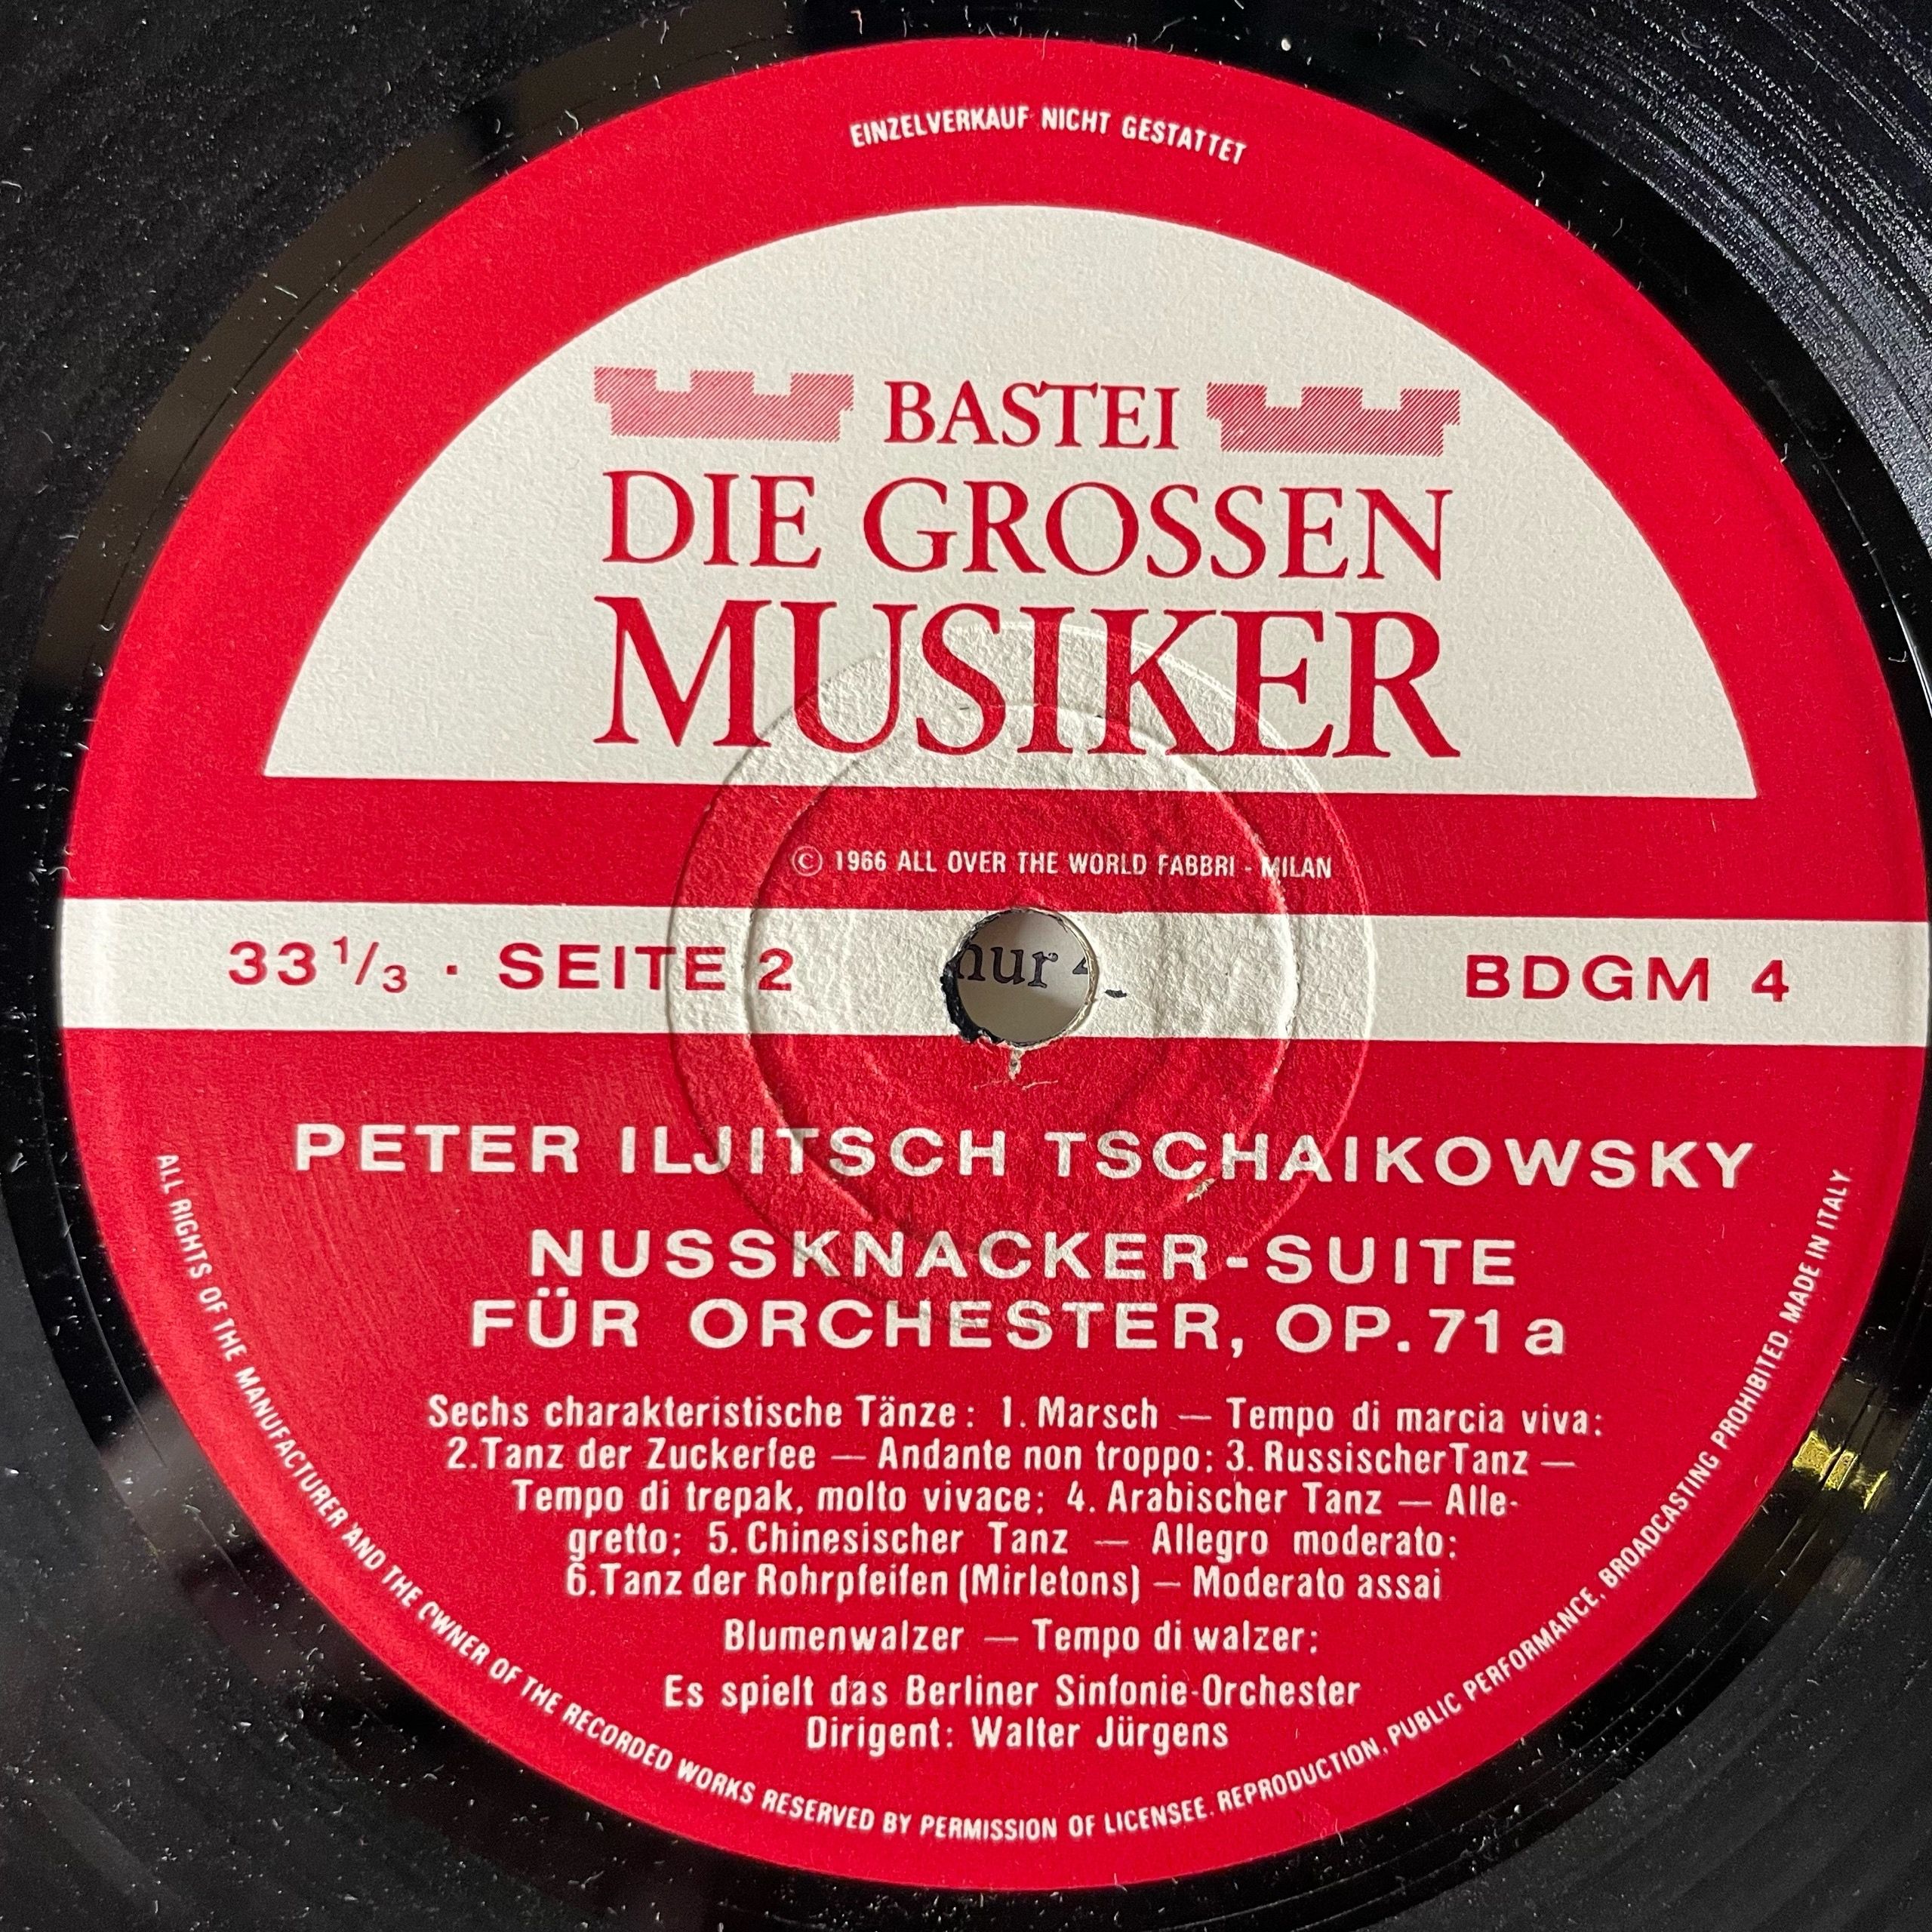 EINZELVERKAUF NICHT GESTATTET
BASTEI
DIE GROSSEN
MUSIKER
© 1966 ALL OVER THE WORLD FABBRI - MILAN
33 1/3 · SEITE 2
nur
BDGM 4
PETER ILJITSCH TSCHAIKOWSKY
NUSSKNACKER-SUITE
FÜR ORCHESTER, OP. 71a
Sechs charakteristische Tänze: 1. Marsch — Tempo di marcia viva;
2. Tanz der Zuckerfee — Andante non troppo; 3. Russischer Tanz —
Tempo di trepak, molto vivace; 4. Arabischer Tanz — Alle-
gretto; 5. Chinesischer Tanz — Allegro moderato;
6. Tanz der Rohrpfeifen (Mirletons) — Moderato assai
Blumenwalzer — Tempo di walzer;
Es spielt das Berliner Sinfonie-Orchester
Dirigent: Walter Jürgens
ALL RIGHTS OF THE MANUFACTURER AND THE OWNER OF THE RECORDED WORKS RESERVED BY PERMISSION OF LICENSEE. REPRODUCTION, PUBLIC PERFORMANCE, BROADCASTING PROHIBITED. MADE IN ITALY